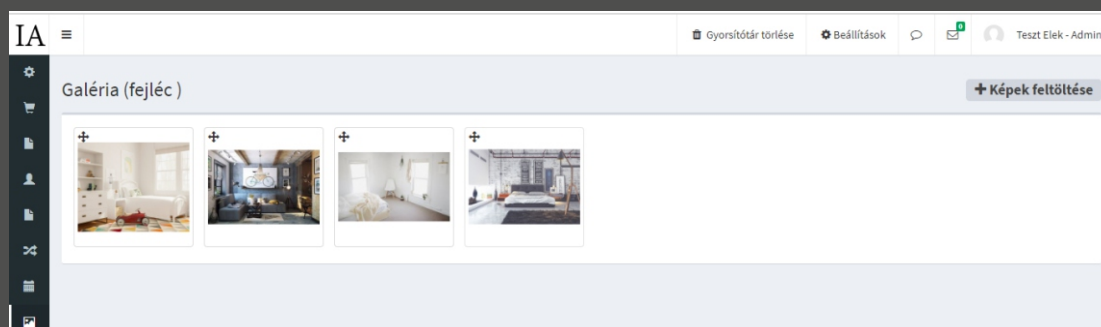 IA
Gyorsítótár törlése Beállítások 0 Teszt Elek - Admin
Galéria (fejléc ) Képek feltöltése